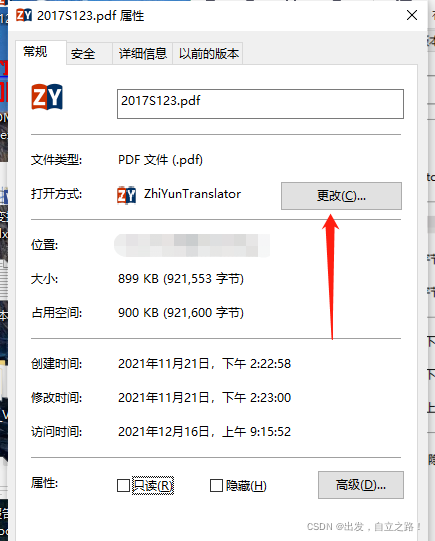 2017S123.pdf 属性
常规 安全 详细信息 以前的版本
ZY
2017S123.pdf
文件类型: PDF 文件 (.pdf)
打开方式: ZY ZhiYunTranslator 更改(C)...
位置:
大小: 899 KB (921,553 字节)
占用空间: 900 KB (921,600 字节)
创建时间: 2021年11月21日，下午 2:22:58
修改时间: 2021年11月21日，下午 2:23:00
访问时间: 2021年12月16日，上午 9:15:52
属性: 只读(R) 隐藏(H) 高级(D)...
CSDN @出发，自立之路！